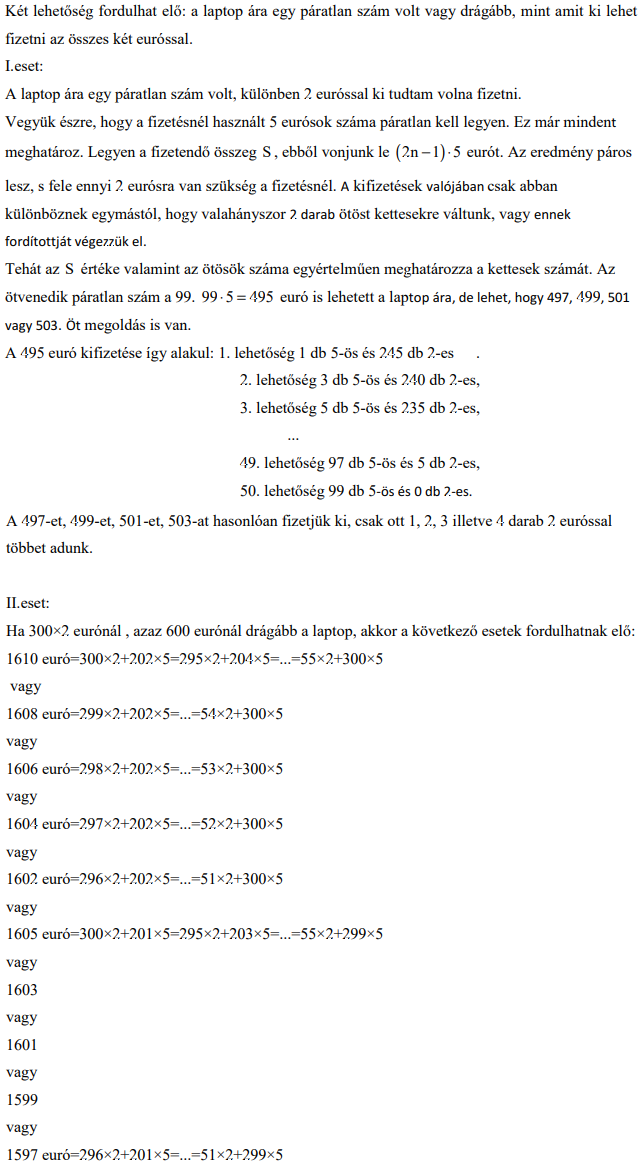 Két lehetőség fordulhat elő: a laptop ára egy páratlan szám volt vagy drágább, mint amit ki lehet
fizetni az összes két euróssal.
I.eset:
A laptop ára egy páratlan szám volt, különben 2 euróssal ki tudtam volna fizetni.
Vegyük észre, hogy a fizetésnél használt 5 eurósok száma páratlan kell legyen. Ez már mindent
meghatároz. Legyen a fizetendő összeg S, ebből vonjunk le (2n−1)·5 eurót. Az eredmény páros
lesz, s fele ennyi 2 eurósra van szükség a fizetésnél. A kifizetések valójában csak abban
különböznek egymástól, hogy valahányszor 2 darab ötöst kettesekre váltunk, vagy ennek
fordítottját végezzük el.
Tehát az S értéke valamint az ötösök száma egyértelműen meghatározza a kettesek számát. Az
ötvenedik páratlan szám a 99. 99·5=495 euró is lehetett a laptop ára, de lehet, hogy 497, 499, 501
vagy 503. Öt megoldás is van.
A 495 euró kifizetése így alakul: 1. lehetőség 1 db 5-ös és 245 db 2-es .
2. lehetőség 3 db 5-ös és 240 db 2-es,
3. lehetőség 5 db 5-ös és 235 db 2-es,
...
49. lehetőség 97 db 5-ös és 5 db 2-es,
50. lehetőség 99 db 5-ös és 0 db 2-es.
A 497-et, 499-et, 501-et, 503-at hasonlóan fizetjük ki, csak ott 1, 2, 3 illetve 4 darab 2 euróssal
többet adunk.
II.eset:
Ha 300×2 eurónál , azaz 600 eurónál drágább a laptop, akkor a következő esetek fordulhatnak elő:
1610 euró=300×2+202×5=295×2+204×5=...=55×2+300×5
vagy
1608 euró=299×2+202×5=...=54×2+300×5
vagy
1606 euró=298×2+202×5=...=53×2+300×5
vagy
1604 euró=297×2+202×5=...=52×2+300×5
vagy
1602 euró=296×2+202×5=...=51×2+300×5
vagy
1605 euró=300×2+201×5=295×2+203×5=...=55×2+299×5
vagy
1603
vagy
1601
vagy
1599
vagy
1597 euró=296×2+201×5=...=51×2+299×5